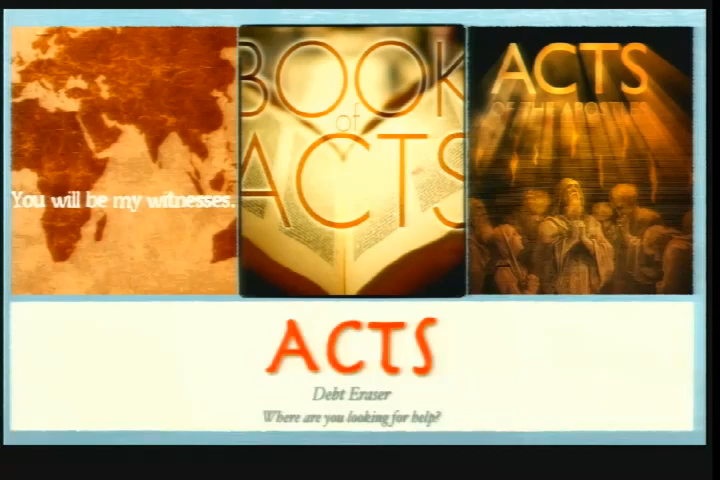 You will be my witnesses.
BOOK
of
ACTS
ACTS
OF THE APOSTLES
ACTS
Debt Eraser
Where are you looking for help?